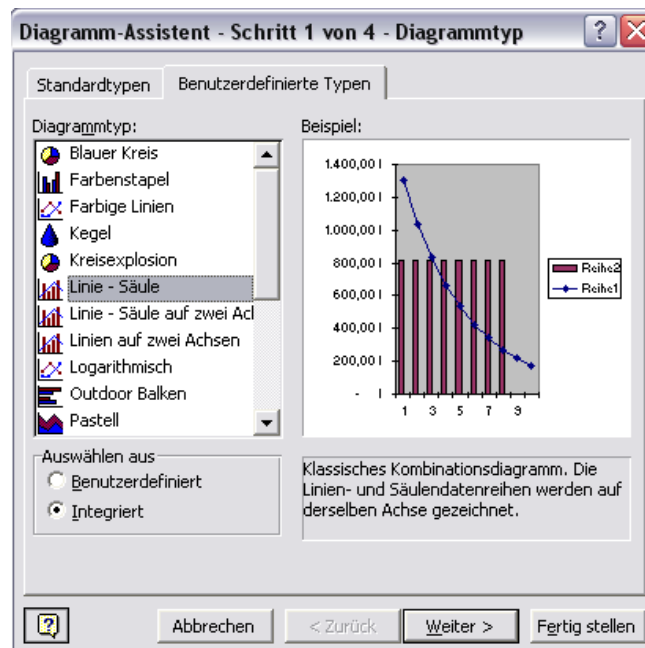 Diagramm-Assistent - Schritt 1 von 4 - Diagrammtyp
Standardtypen
Benutzerdefinierte Typen
Diagrammtyp:
Blauer Kreis
Farbenstapel
Farbige Linien
Kegel
Kreisexplosion
Linie - Säule
Linie - Säule auf zwei Acl
Linien auf zwei Achsen
Logarithmisch
Outdoor Balken
Pastell
Auswählen aus
Benutzerdefiniert
Integriert
Beispiel:
1.400,00 l
1.200,00 l
1.000,00 l
800,00 l
600,00 l
400,00 l
200,00 l
- l
1 3 5 7 9
Reihe2
Reihe1
Klassisches Kombinationsdiagramm. Die
Linien- und Säulendatenreihen werden auf
derselben Achse gezeichnet.
Abbrechen
< Zurück
Weiter >
Fertig stellen